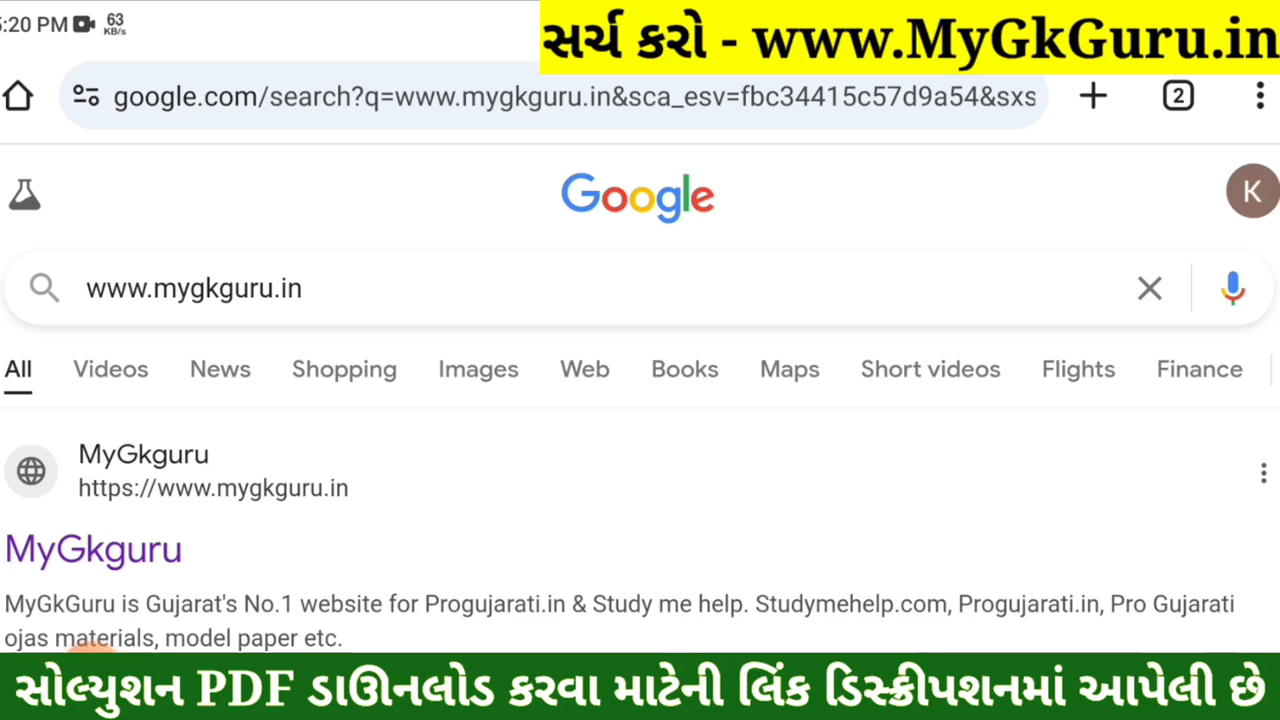 5:20 PM 63 KB/s
સર્ચ કરો - www.MyGkGuru.in
google.com/search?q=www.mygkguru.in&sca_esv=fbc34415c57d9a54&sxs
2
Google
K
www.mygkguru.in
All Videos News Shopping Images Web Books Maps Short videos Flights Finance
MyGkguru
https://www.mygkguru.in
MyGkguru
MyGkGuru is Gujarat's No.1 website for Progujarati.in & Study me help. Studymehelp.com, Progujarati.in, Pro Gujarati
ojas materials, model paper etc.
સોલ્યુશન PDF ડાઊનલોડ કરવા માટેની લિંક ડિસ્ક્રીપશનમાં આપેલી છે